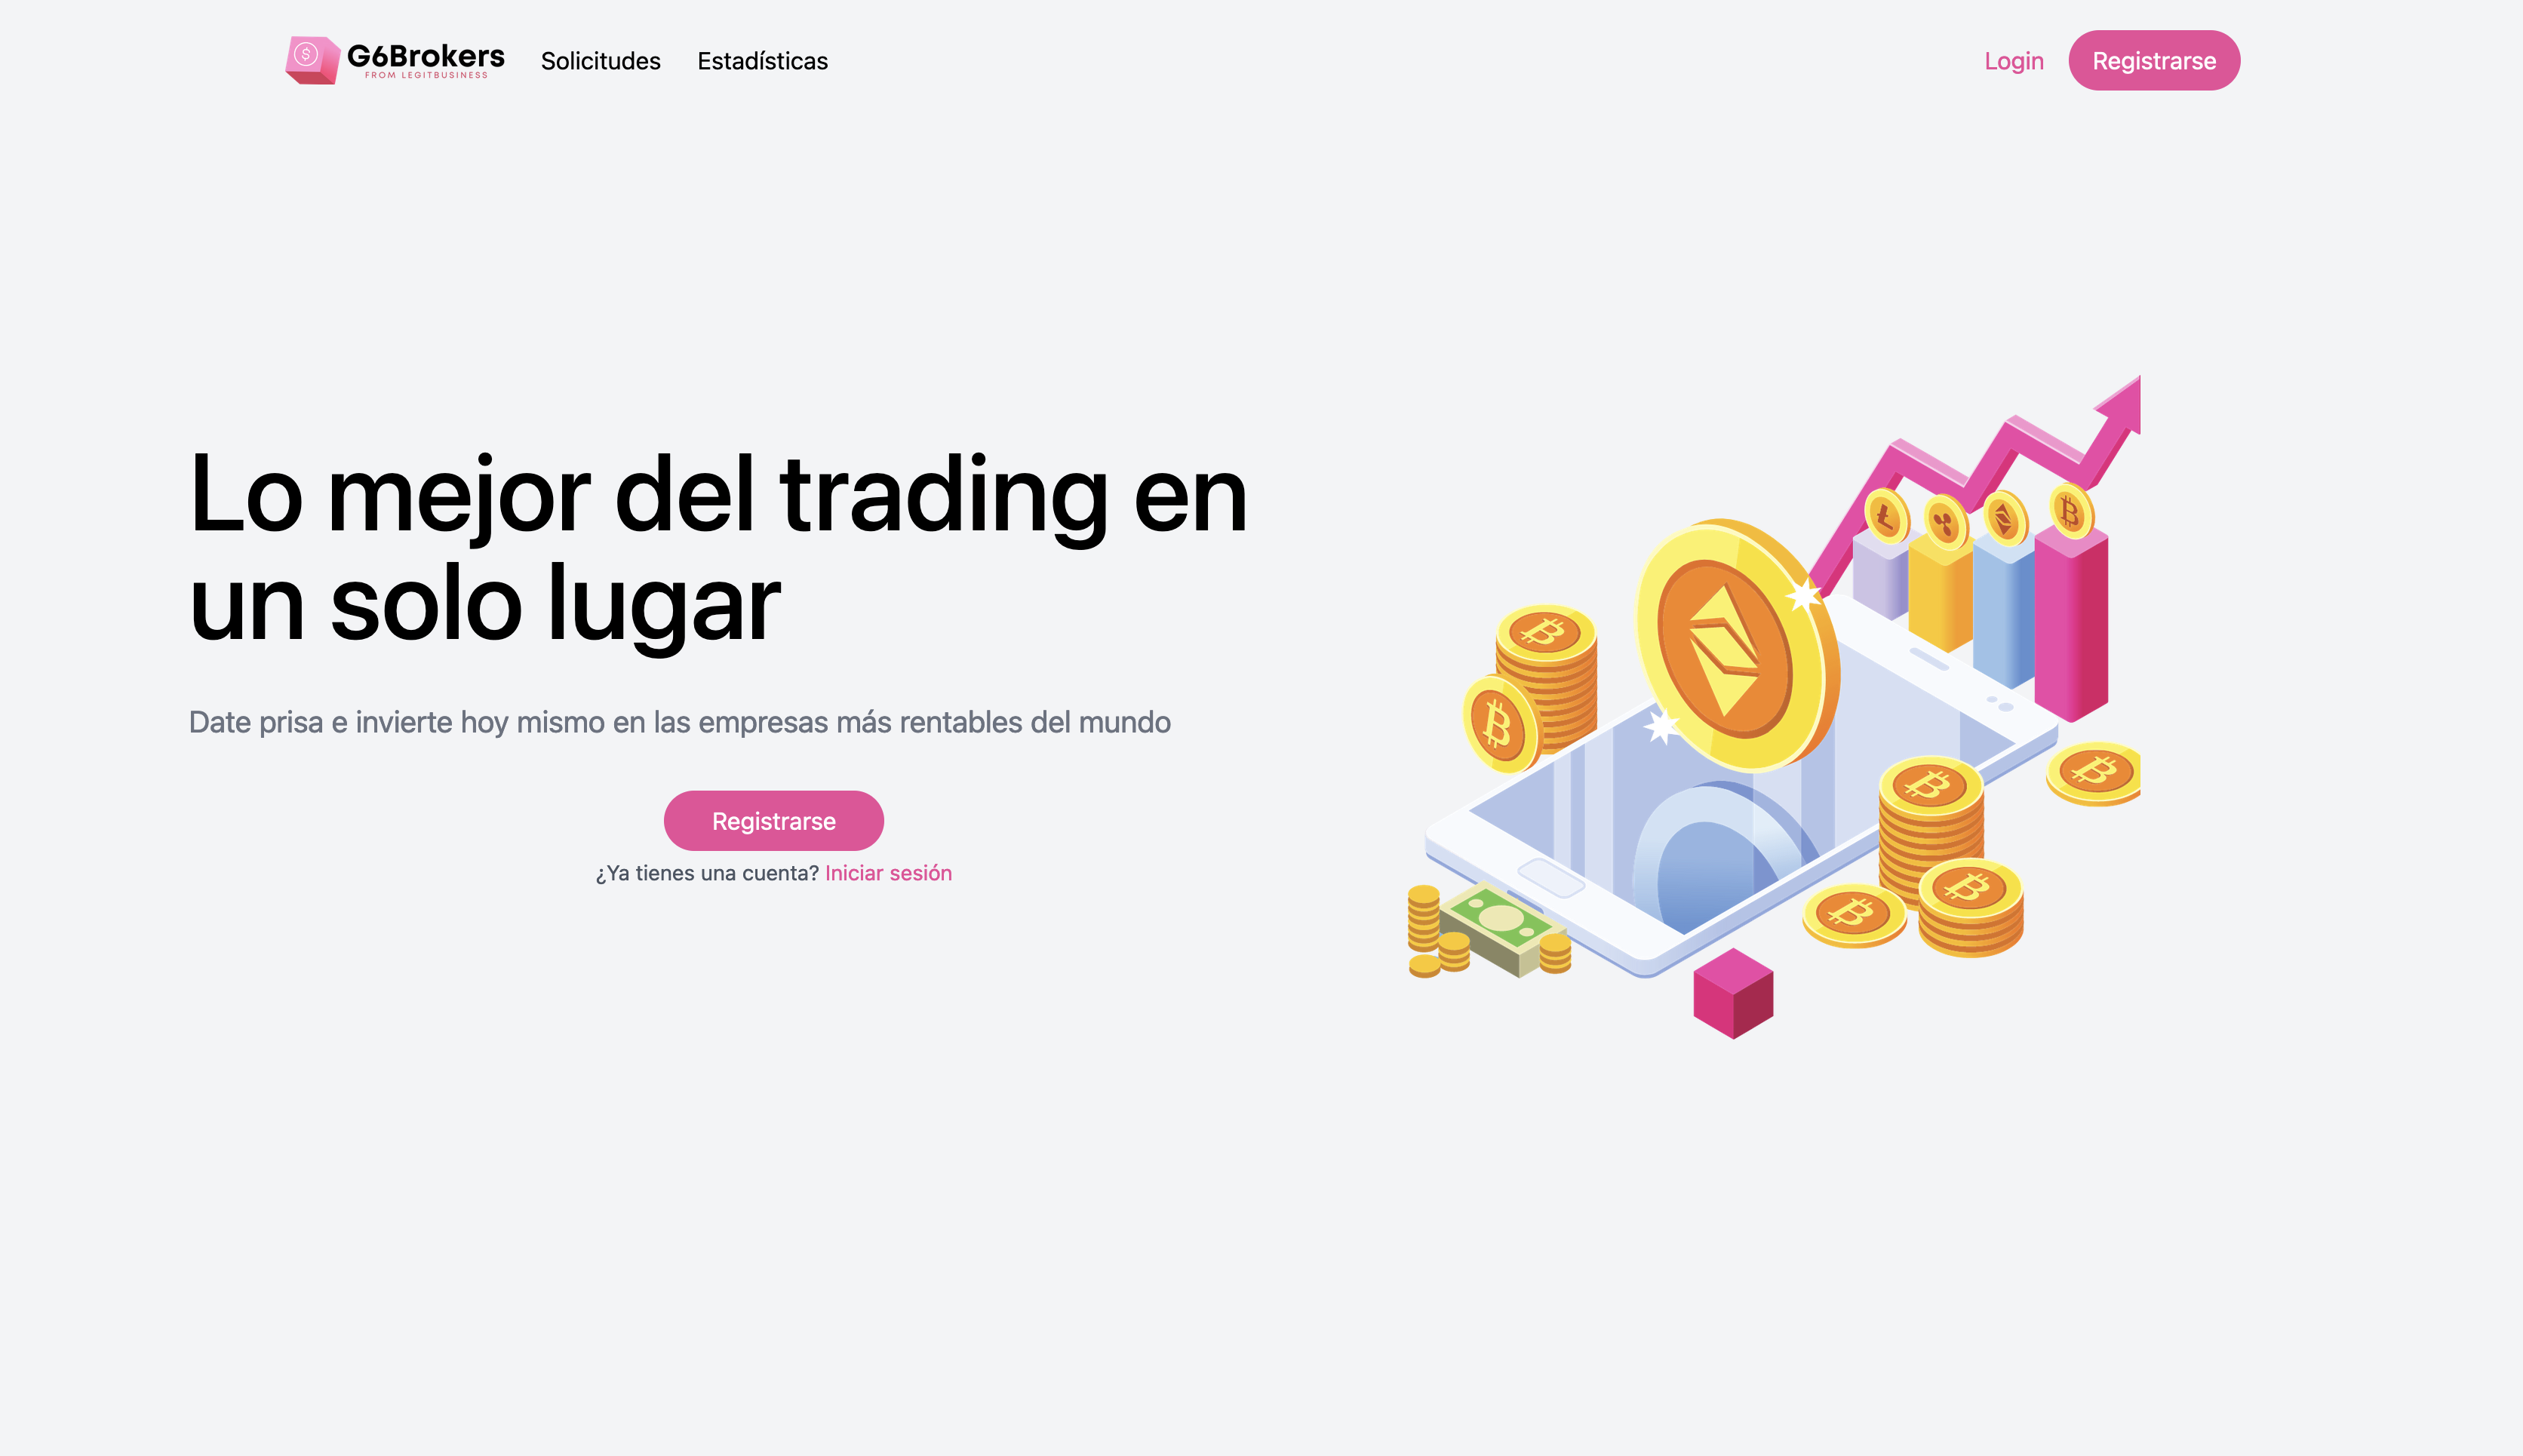 G6Brokers
FROM LEGITBUSINESS
Solicitudes
Estadísticas
Login
Registrarse
Lo mejor del trading en
un solo lugar
Date prisa e invierte hoy mismo en las empresas más rentables del mundo
Registrarse
¿Ya tienes una cuenta? Iniciar sesión